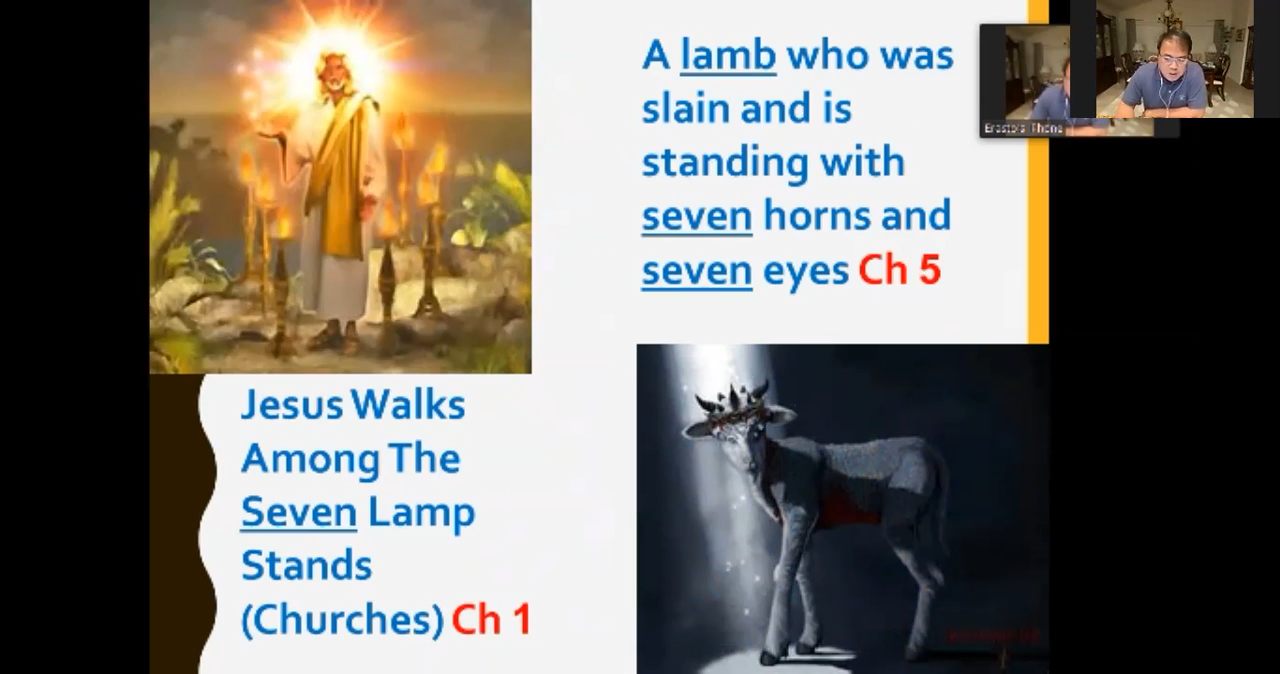 A lamb who was
slain and is
standing with
seven horns and
seven eyes Ch 5
Jesus Walks
Among The
Seven Lamp
Stands
(Churches) Ch 1